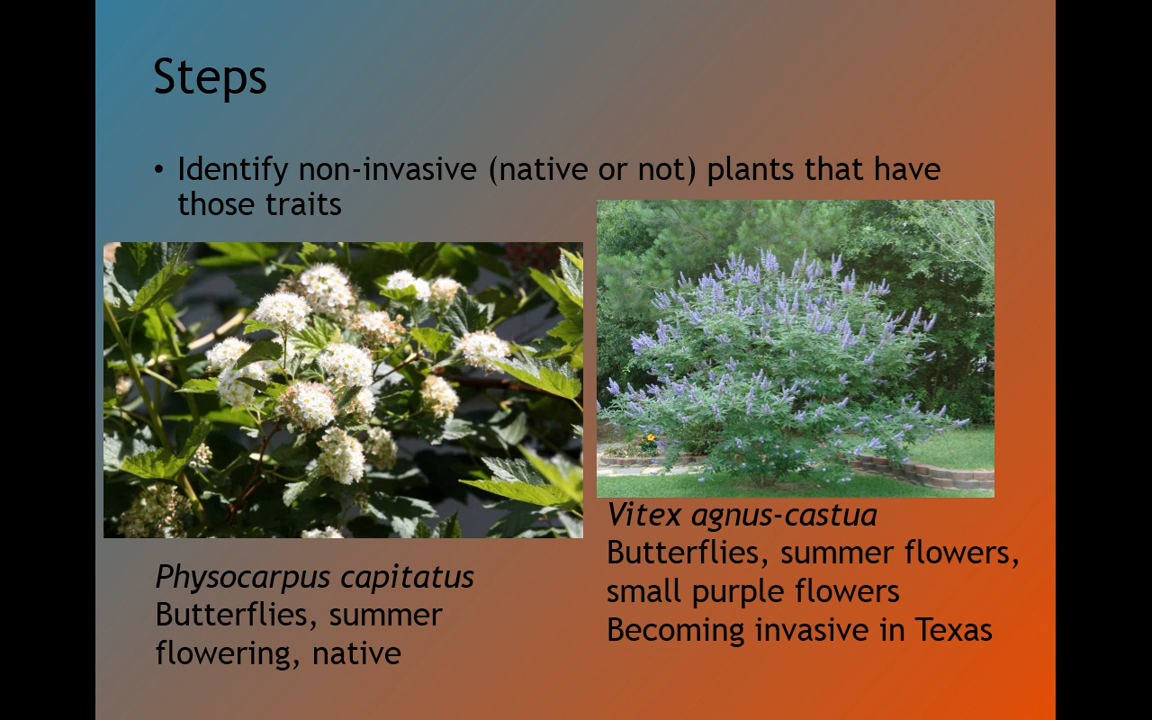 Steps
• Identify non-invasive (native or not) plants that have
those traits
Physocarpus capitatus
Butterflies, summer
flowering, native
Vitex agnus-castua
Butterflies, summer flowers,
small purple flowers
Becoming invasive in Texas